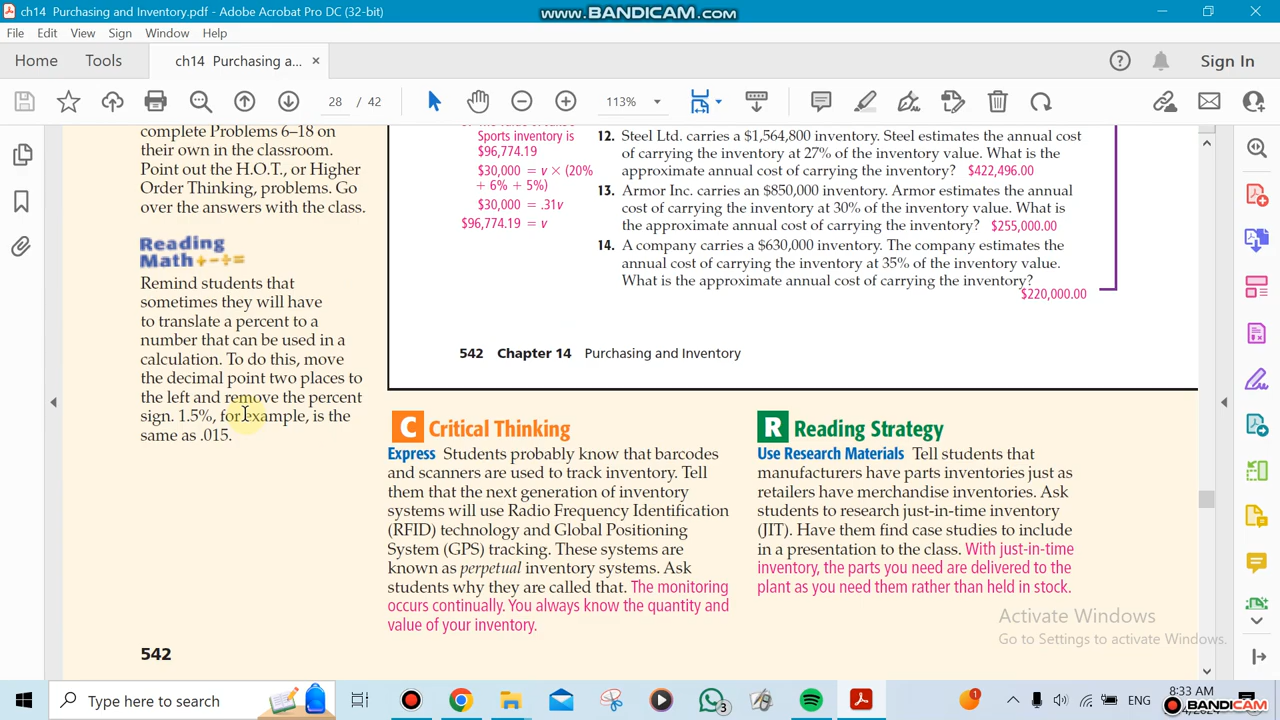 ch14  Purchasing and Inventory.pdf - Adobe Acrobat Pro DC (32-bit)
www.BANDICAM.com
File Edit View Sign Window Help
Home Tools ch14  Purchasing a... × Sign In
28 / 42 113%
complete Problems 6–18 on
their own in the classroom.
Point out the H.O.T., or Higher
Order Thinking, problems. Go
over the answers with the class.
Reading
Math + − ÷ =
Remind students that
sometimes they will have
to translate a percent to a
number that can be used in a
calculation. To do this, move
the decimal point two places to
the left and remove the percent
sign. 1.5%, for example, is the
same as .015.
542
Sports inventory is
$96,774.19
$30,000 = v × (20%
+ 6% + 5%)
$30,000 = .31v
$96,774.19 = v
12. Steel Ltd. carries a $1,564,800 inventory. Steel estimates the annual cost
of carrying the inventory at 27% of the inventory value. What is the
approximate annual cost of carrying the inventory? $422,496.00
13. Armor Inc. carries an $850,000 inventory. Armor estimates the annual
cost of carrying the inventory at 30% of the inventory value. What is
the approximate annual cost of carrying the inventory? $255,000.00
14. A company carries a $630,000 inventory. The company estimates the
annual cost of carrying the inventory at 35% of the inventory value.
What is the approximate annual cost of carrying the inventory?
$220,000.00
542 Chapter 14 Purchasing and Inventory
C Critical Thinking
Express Students probably know that barcodes
and scanners are used to track inventory. Tell
them that the next generation of inventory
systems will use Radio Frequency Identification
(RFID) technology and Global Positioning
System (GPS) tracking. These systems are
known as perpetual inventory systems. Ask
students why they are called that. The monitoring
occurs continually. You always know the quantity and
value of your inventory.
R Reading Strategy
Use Research Materials Tell students that
manufacturers have parts inventories just as
retailers have merchandise inventories. Ask
students to research just-in-time inventory
(JIT). Have them find case studies to include
in a presentation to the class. With just-in-time
inventory, the parts you need are delivered to the
plant as you need them rather than held in stock.
Activate Windows
Go to Settings to activate Windows.
Type here to search
3
1
ENG
8:33 AM
BANDICAM